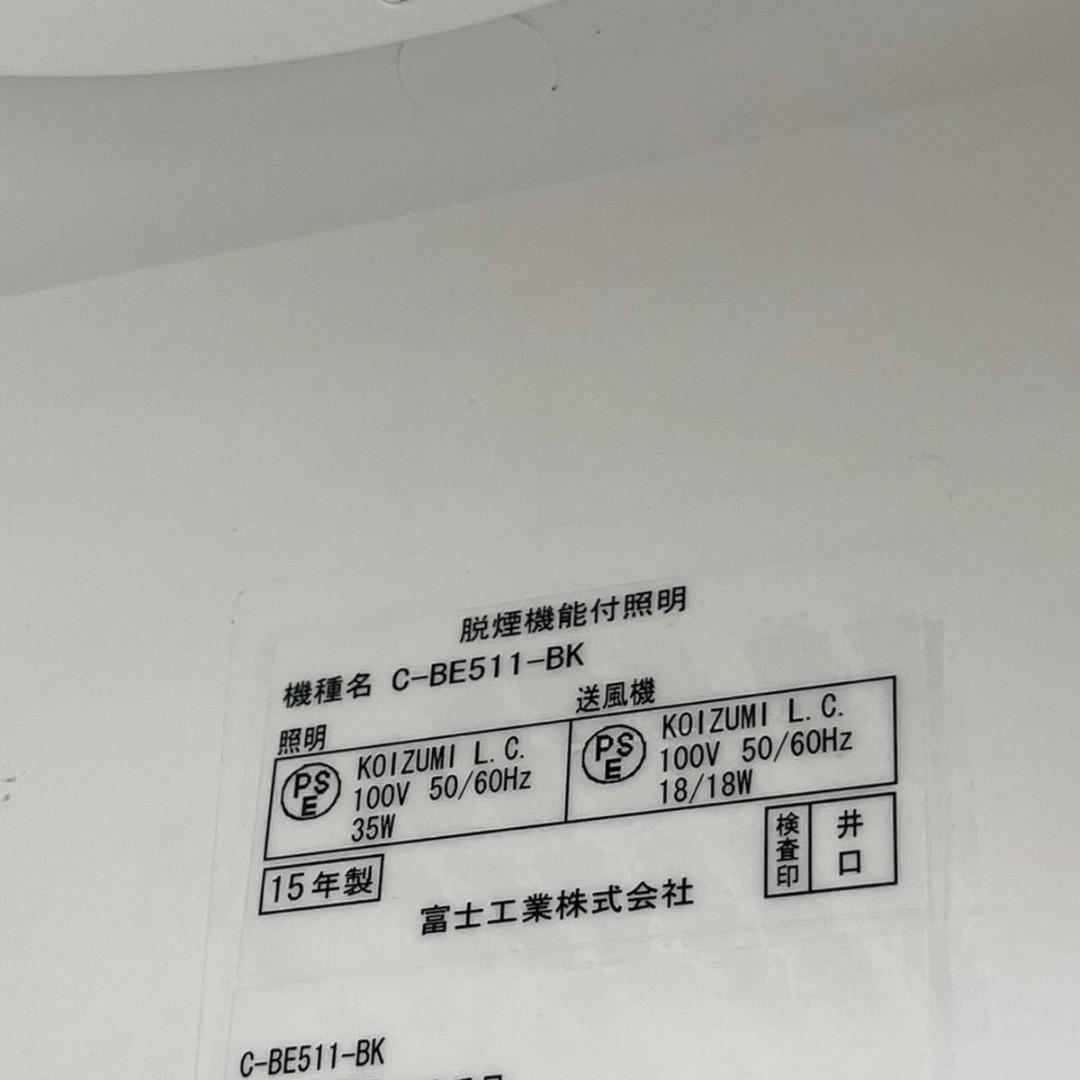 脱煙機能付照明
機種名 C-BE511-BK
照明
送風機
PSE KOIZUMI L.C.
100V 50/60Hz
35W
PSE KOIZUMI L.C.
100V 50/60Hz
18/18W
15年製
富士工業株式会社
検査印
井口
C-BE511-BK